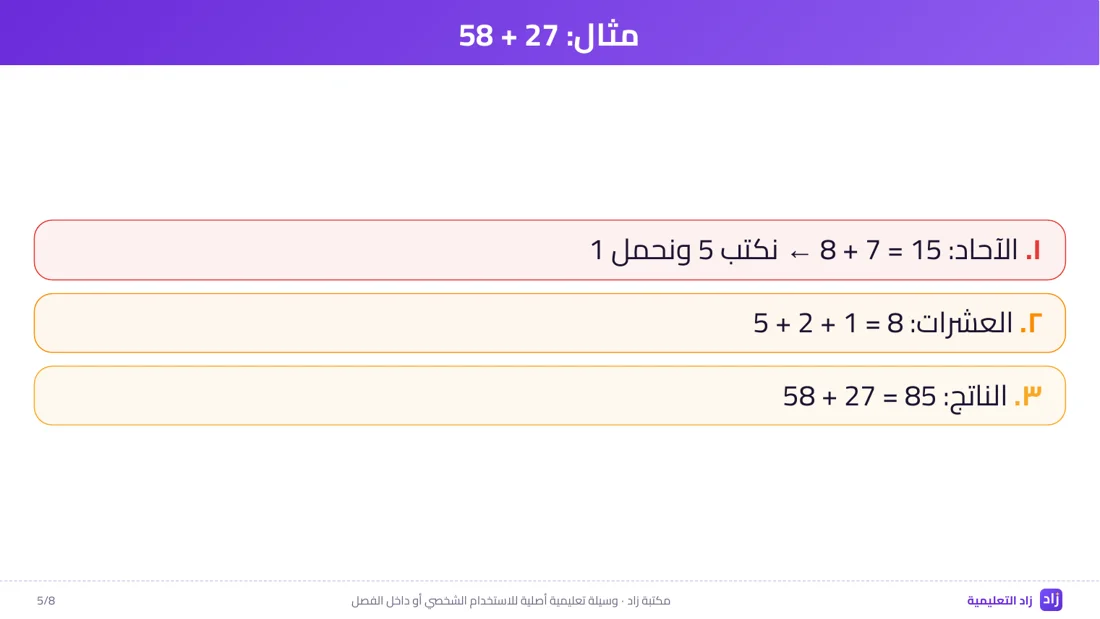 مثال: 27 + 58
١. الآحاد: 15 = 7 + 8 ← نكتب 5 ونحمل 1
٢. العشرات: 8 = 1 + 2 + 5
٣. الناتج: 85 = 27 + 58
زاد زاد التعليمية
مكتبة زاد · وسيلة تعليمية أصلية للاستخدام الشخصي أو داخل الفصل
5/8